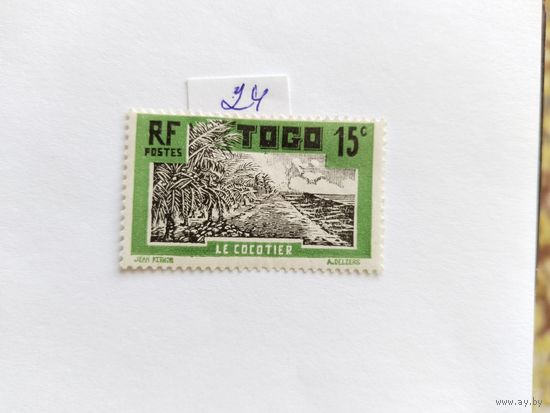 24
RF TOGO 15c
POSTES
LE COCOTIER
JEAN KERHOR A. DELZERS
www.ay.by